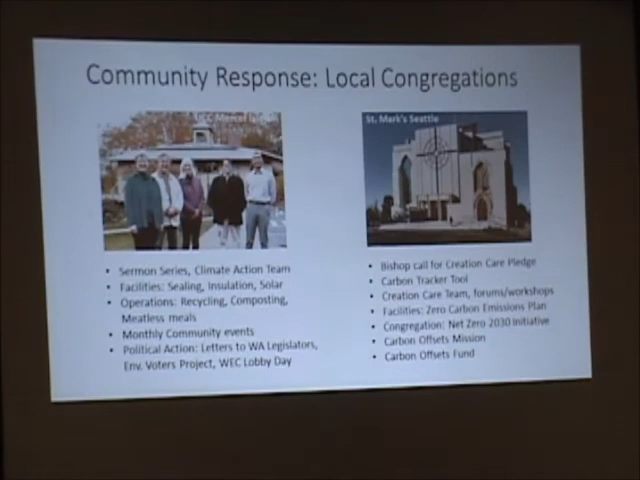 Community Response: Local Congregations
UCC Mercer
• Sermon Series, Climate Action Team
• Facilities: Sealing, Insulation, Solar
• Operations: Recycling, Composting,
Meatless meals
• Monthly Community events
• Political Action: Letters to WA Legislators,
Env. Voters Project, WEC Lobby Day
St. Mark's Seattle
• Bishop call for Creation Care Pledge
• Carbon Tracker Tool
• Creation Care Team, forums/workshops
• Facilities: Zero Carbon Emissions Plan
• Congregation: Net Zero 2030 Initiative
• Carbon Offsets Mission
• Carbon Offsets Fund